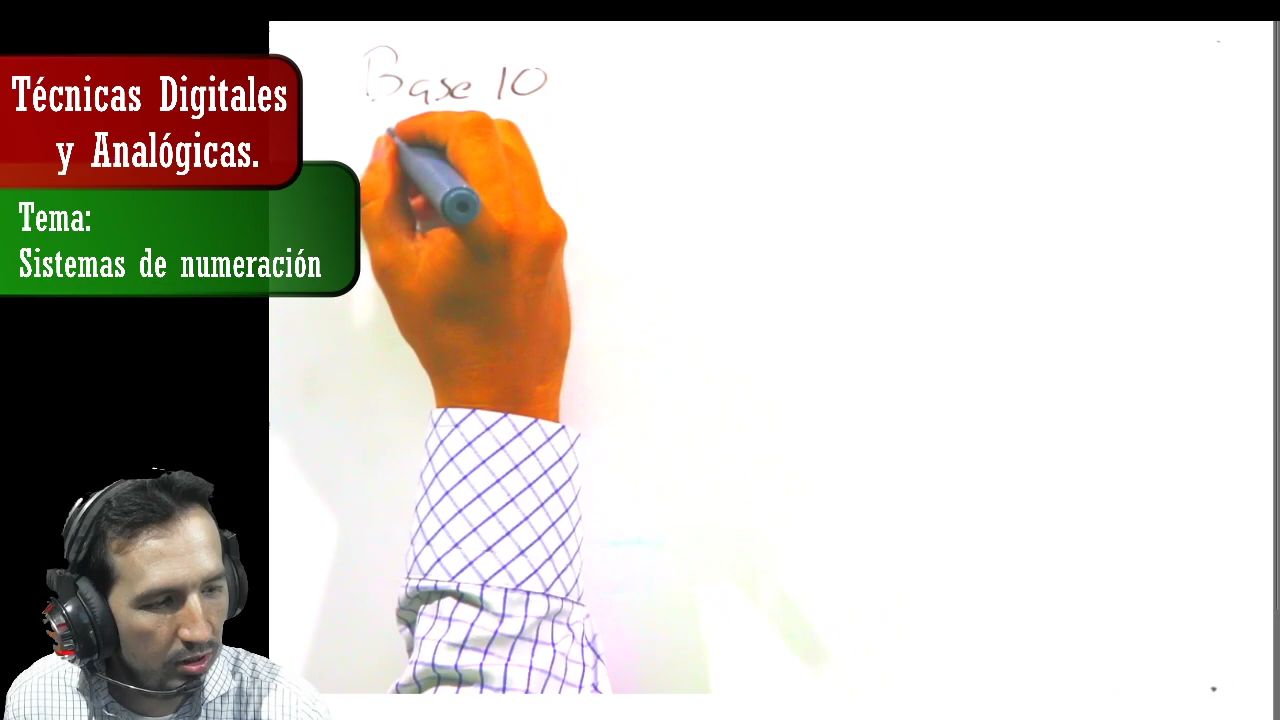 Base 10
Técnicas Digitales
y Analógicas.
Tema:
Sistemas de numeración